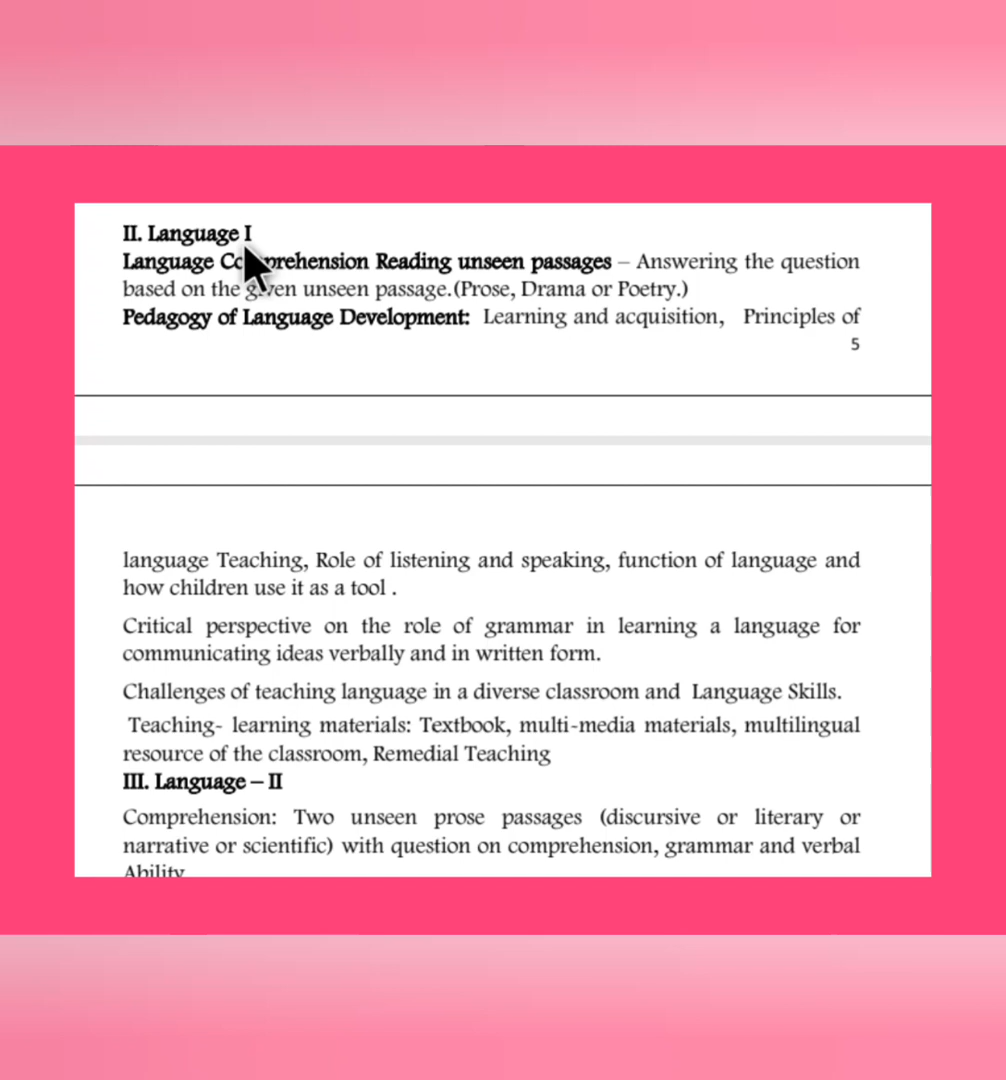 II. Language I
Language Comprehension Reading unseen passages – Answering the question
based on the given unseen passage.(Prose, Drama or Poetry.)
Pedagogy of Language Development: Learning and acquisition, Principles of
5
language Teaching, Role of listening and speaking, function of language and
how children use it as a tool .
Critical perspective on the role of grammar in learning a language for
communicating ideas verbally and in written form.
Challenges of teaching language in a diverse classroom and Language Skills.
Teaching- learning materials: Textbook, multi-media materials, multilingual
resource of the classroom, Remedial Teaching
III. Language – II
Comprehension: Two unseen prose passages (discursive or literary or
narrative or scientific) with question on comprehension, grammar and verbal
Ability